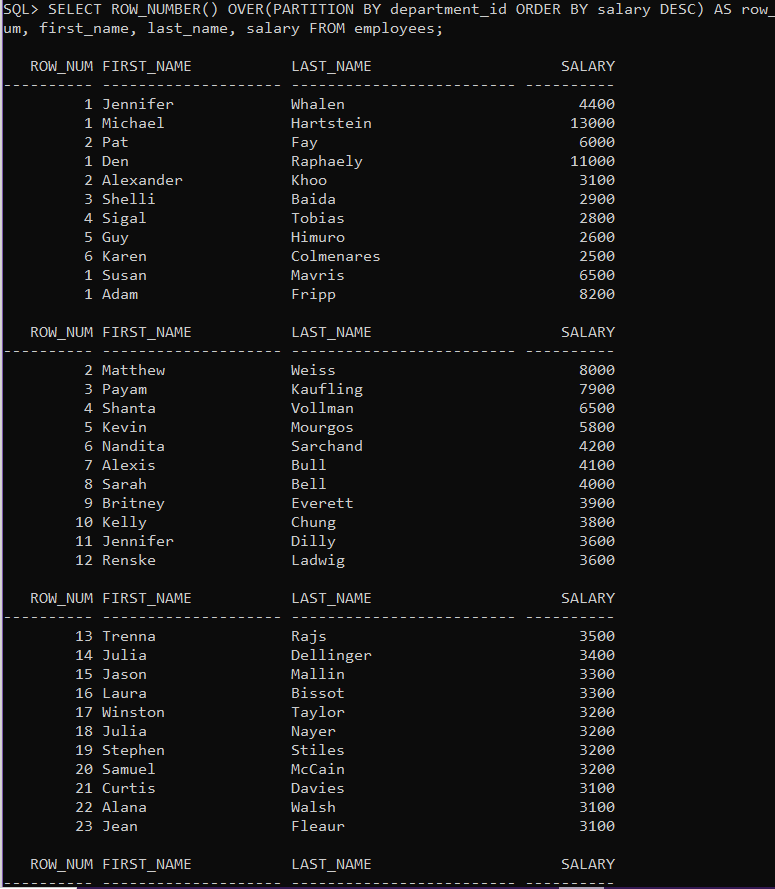 SQL> SELECT ROW_NUMBER() OVER(PARTITION BY department_id ORDER BY salary DESC) AS row_
um, first_name, last_name, salary FROM employees;
   ROW_NUM FIRST_NAME           LAST_NAME                     SALARY
---------- -------------------- ------------------------- ----------
         1 Jennifer             Whalen                          4400
         1 Michael              Hartstein                      13000
         2 Pat                  Fay                             6000
         1 Den                  Raphaely                       11000
         2 Alexander            Khoo                            3100
         3 Shelli               Baida                           2900
         4 Sigal                Tobias                          2800
         5 Guy                  Himuro                          2600
         6 Karen                Colmenares                      2500
         1 Susan                Mavris                          6500
         1 Adam                 Fripp                           8200
   ROW_NUM FIRST_NAME           LAST_NAME                     SALARY
---------- -------------------- ------------------------- ----------
         2 Matthew              Weiss                           8000
         3 Payam                Kaufling                        7900
         4 Shanta               Vollman                         6500
         5 Kevin                Mourgos                         5800
         6 Nandita              Sarchand                        4200
         7 Alexis               Bull                            4100
         8 Sarah                Bell                            4000
         9 Britney              Everett                         3900
        10 Kelly                Chung                           3800
        11 Jennifer             Dilly                           3600
        12 Renske               Ladwig                          3600
   ROW_NUM FIRST_NAME           LAST_NAME                     SALARY
---------- -------------------- ------------------------- ----------
        13 Trenna               Rajs                            3500
        14 Julia                Dellinger                       3400
        15 Jason                Mallin                          3300
        16 Laura                Bissot                          3300
        17 Winston              Taylor                          3200
        18 Julia                Nayer                           3200
        19 Stephen              Stiles                          3200
        20 Samuel               McCain                          3200
        21 Curtis               Davies                          3100
        22 Alana                Walsh                           3100
        23 Jean                 Fleaur                          3100
   ROW_NUM FIRST_NAME           LAST_NAME                     SALARY
---------- -------------------- ------------------------- ----------